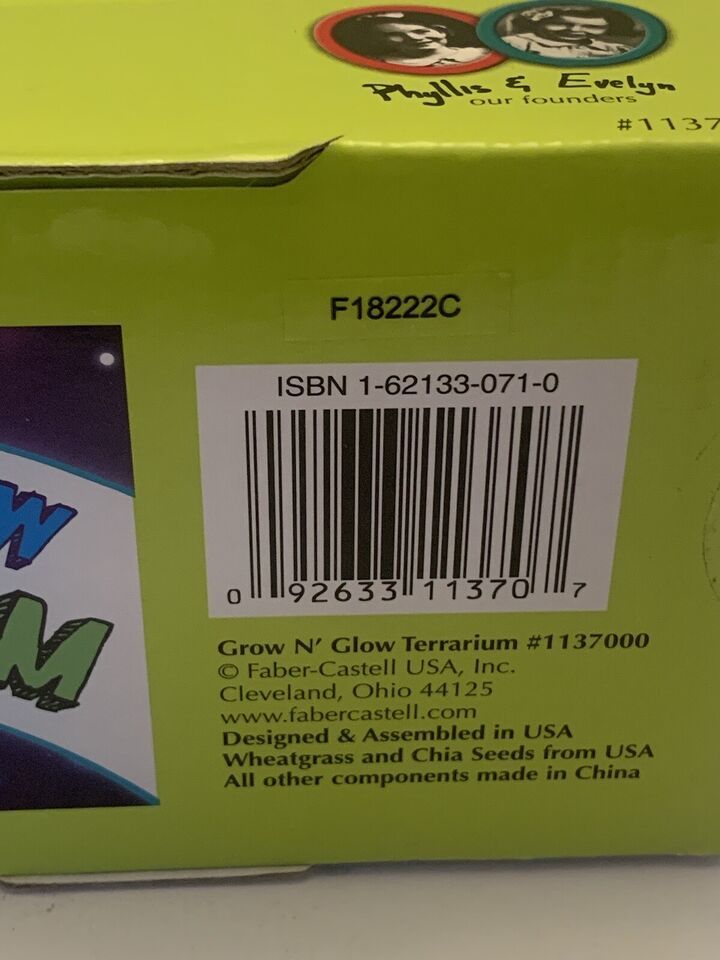 Phyllis & Evelyn
our founders
#1137
F18222C
ISBN 1-62133-071-0
0 92633 11370 7
W
M
Grow N' Glow Terrarium #1137000
© Faber-Castell USA, Inc.
Cleveland, Ohio 44125
www.fabercastell.com
Designed & Assembled in USA
Wheatgrass and Chia Seeds from USA
All other components made in China